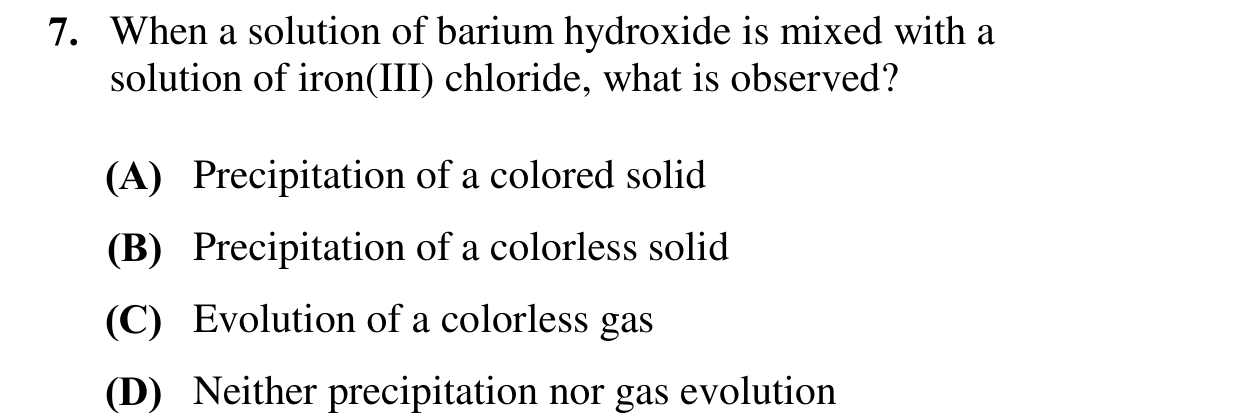 7. When a solution of barium hydroxide is mixed with a
solution of iron(III) chloride, what is observed?
(A) Precipitation of a colored solid
(B) Precipitation of a colorless solid
(C) Evolution of a colorless gas
(D) Neither precipitation nor gas evolution